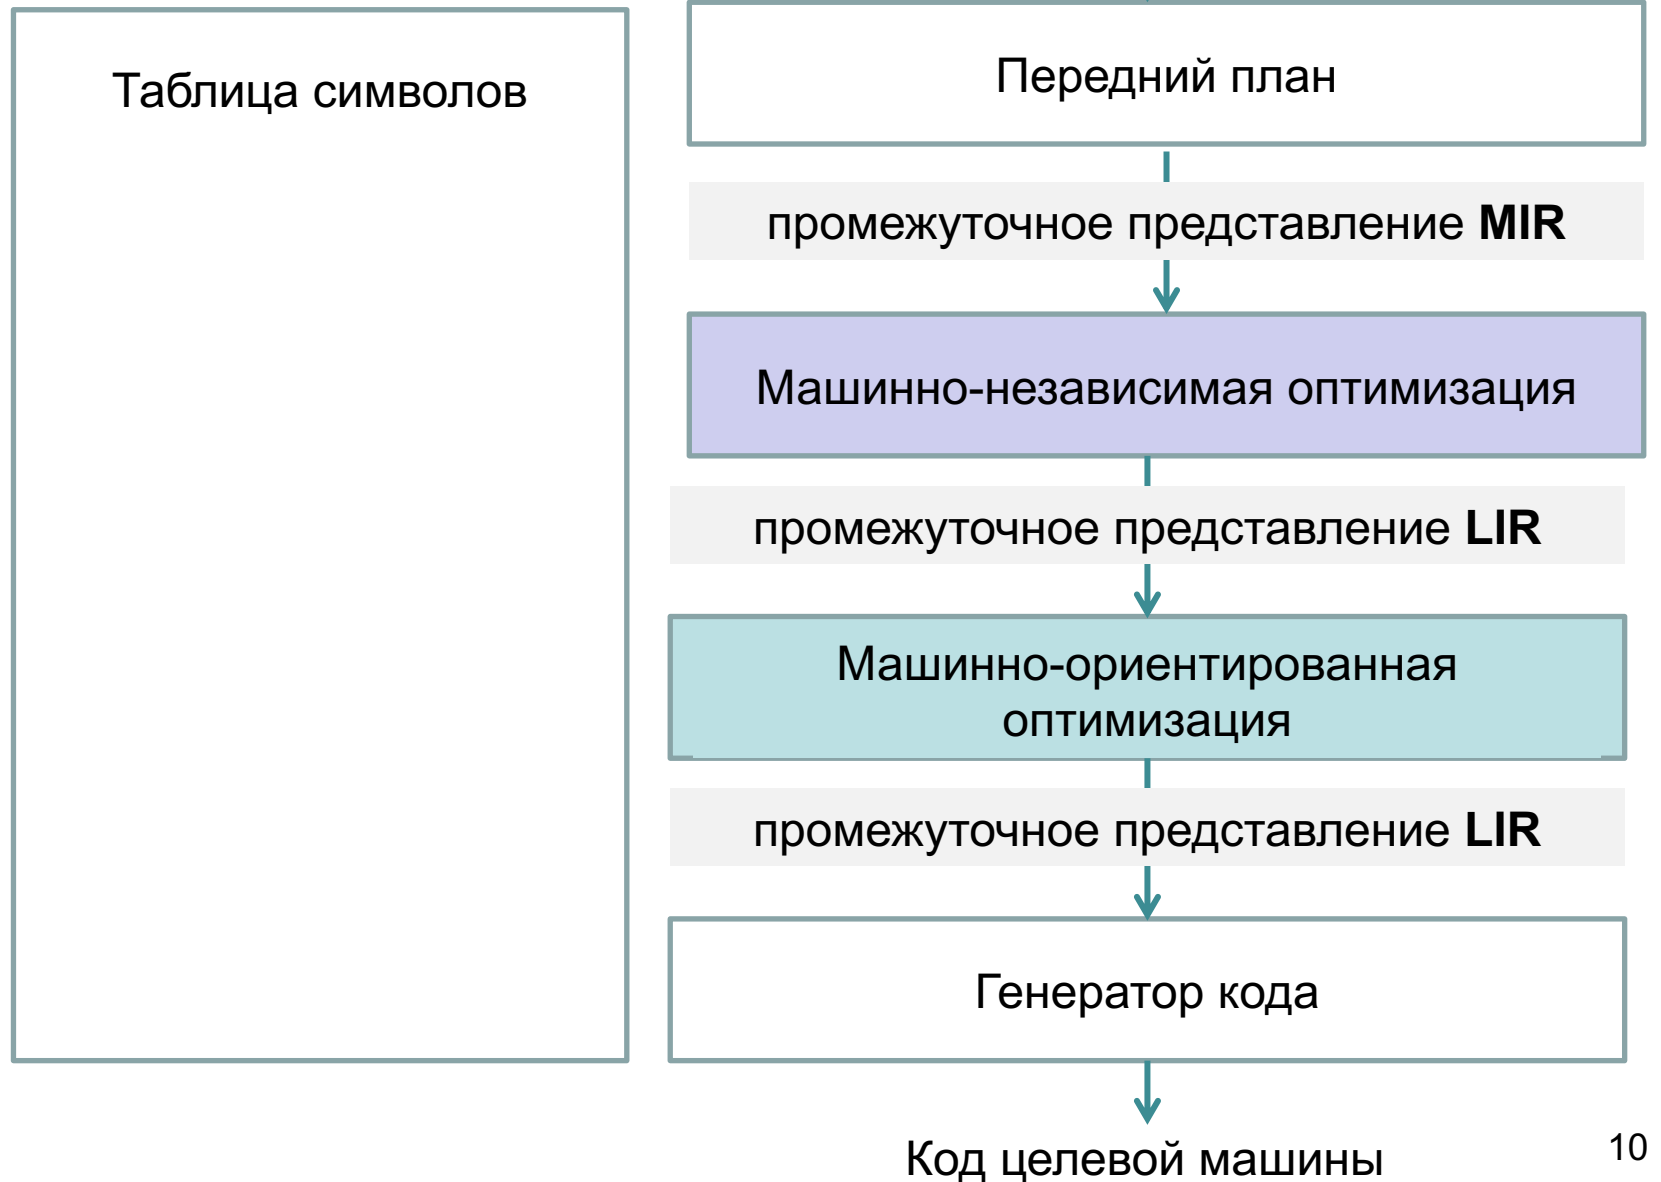 Таблица символов
Передний план
промежуточное представление MIR
Машинно-независимая оптимизация
промежуточное представление LIR
Машинно-ориентированная
оптимизация
промежуточное представление LIR
Генератор кода
Код целевой машины
10